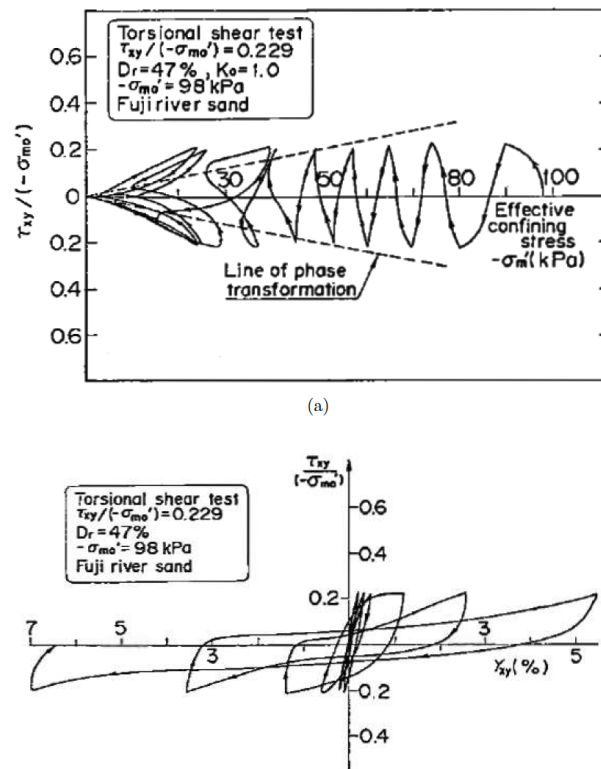 Torsional shear test
τxy/(-σmo')=0.229
Dr=47%, Ko=1.0
-σmo'=98 kPa
Fuji river sand
τxy/(-σmo')
0.6
0.4
0.2
0
0.2
0.4
0.6
30
60
80
100
Effective
confining
stress
-σm'(kPa)
Line of phase
transformation
(a)
Torsional shear test
τxy/(-σmo')=0.229
Dr=47%
-σmo'=98 kPa
Fuji river sand
τxy
(-σmo')
0.6
0.4
0.2
7
5
3
3
5
γxy(%)
0.2
0.4